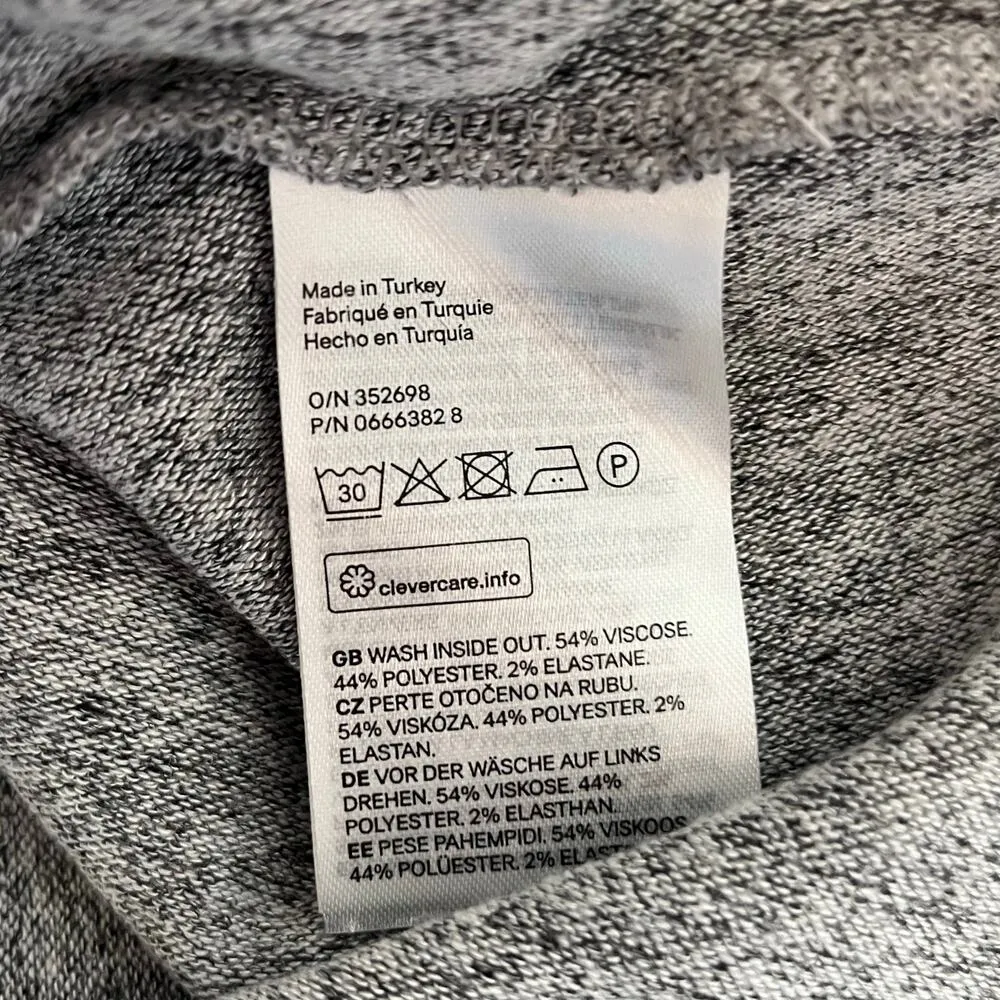 Made in Turkey
Fabriqué en Turquie
Hecho en Turquía
O/N 352698
P/N 0666382 8
30 P
clevercare.info
GB WASH INSIDE OUT. 54% VISCOSE.
44% POLYESTER. 2% ELASTANE.
CZ PERTE OTOČENO NA RUBU.
54% VISKÓZA. 44% POLYESTER. 2%
ELASTAN.
DE VOR DER WÄSCHE AUF LINKS
DREHEN. 54% VISKOSE. 44%
POLYESTER. 2% ELASTHAN.
EE PESE PAHEMPIDI. 54% VISKOOS
44% POLÜESTER. 2%